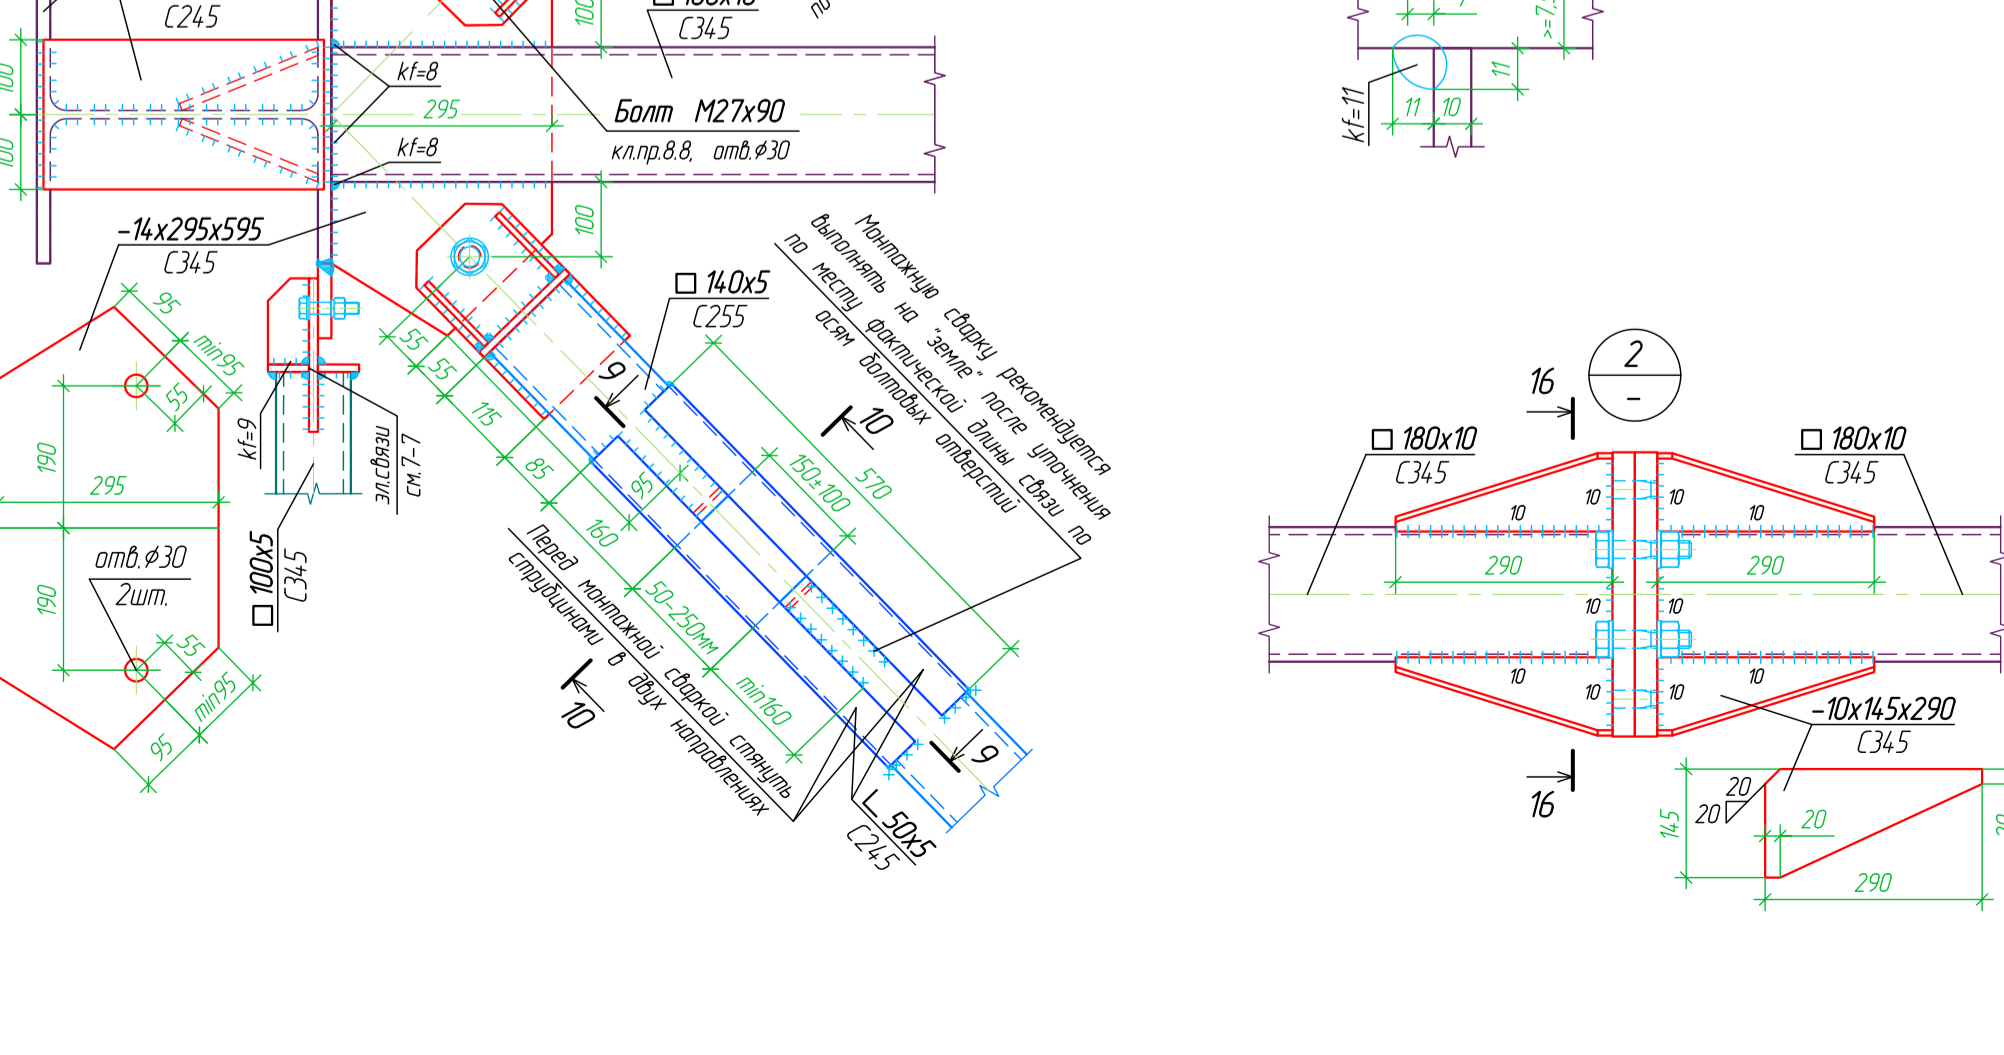 С245
С345
100
100
100
100
kf=8
295
kf=8
Болт М27х90
кл.пр.8.8, отв.⌀30
-14х295х595
С345
95
min95
55
190
295
190
отв.⌀30
2шт.
55
min95
95
kf=9
□ 100х5
С345
эл.связи
см.7-7
100
□ 140х5
С255
55
55
115
85
160
50-250мм
min160
95
150±100
570
9
9
10
10
Монтажную сварку рекомендуется
выполнять на "земле" после уточнения
по месту фактической длины связи по
осям болтовых отверстий
Перед монтажной сваркой стянуть
струбцинами в двух направлениях
∟ 50х5
С245
kf=11
11
10
11
>=7,
2
-
16
16
□ 180х10
С345
□ 180х10
С345
10
10
10
10
290
290
10
10
10
10
10
10
-10х145х290
С345
20
20
20
145
290